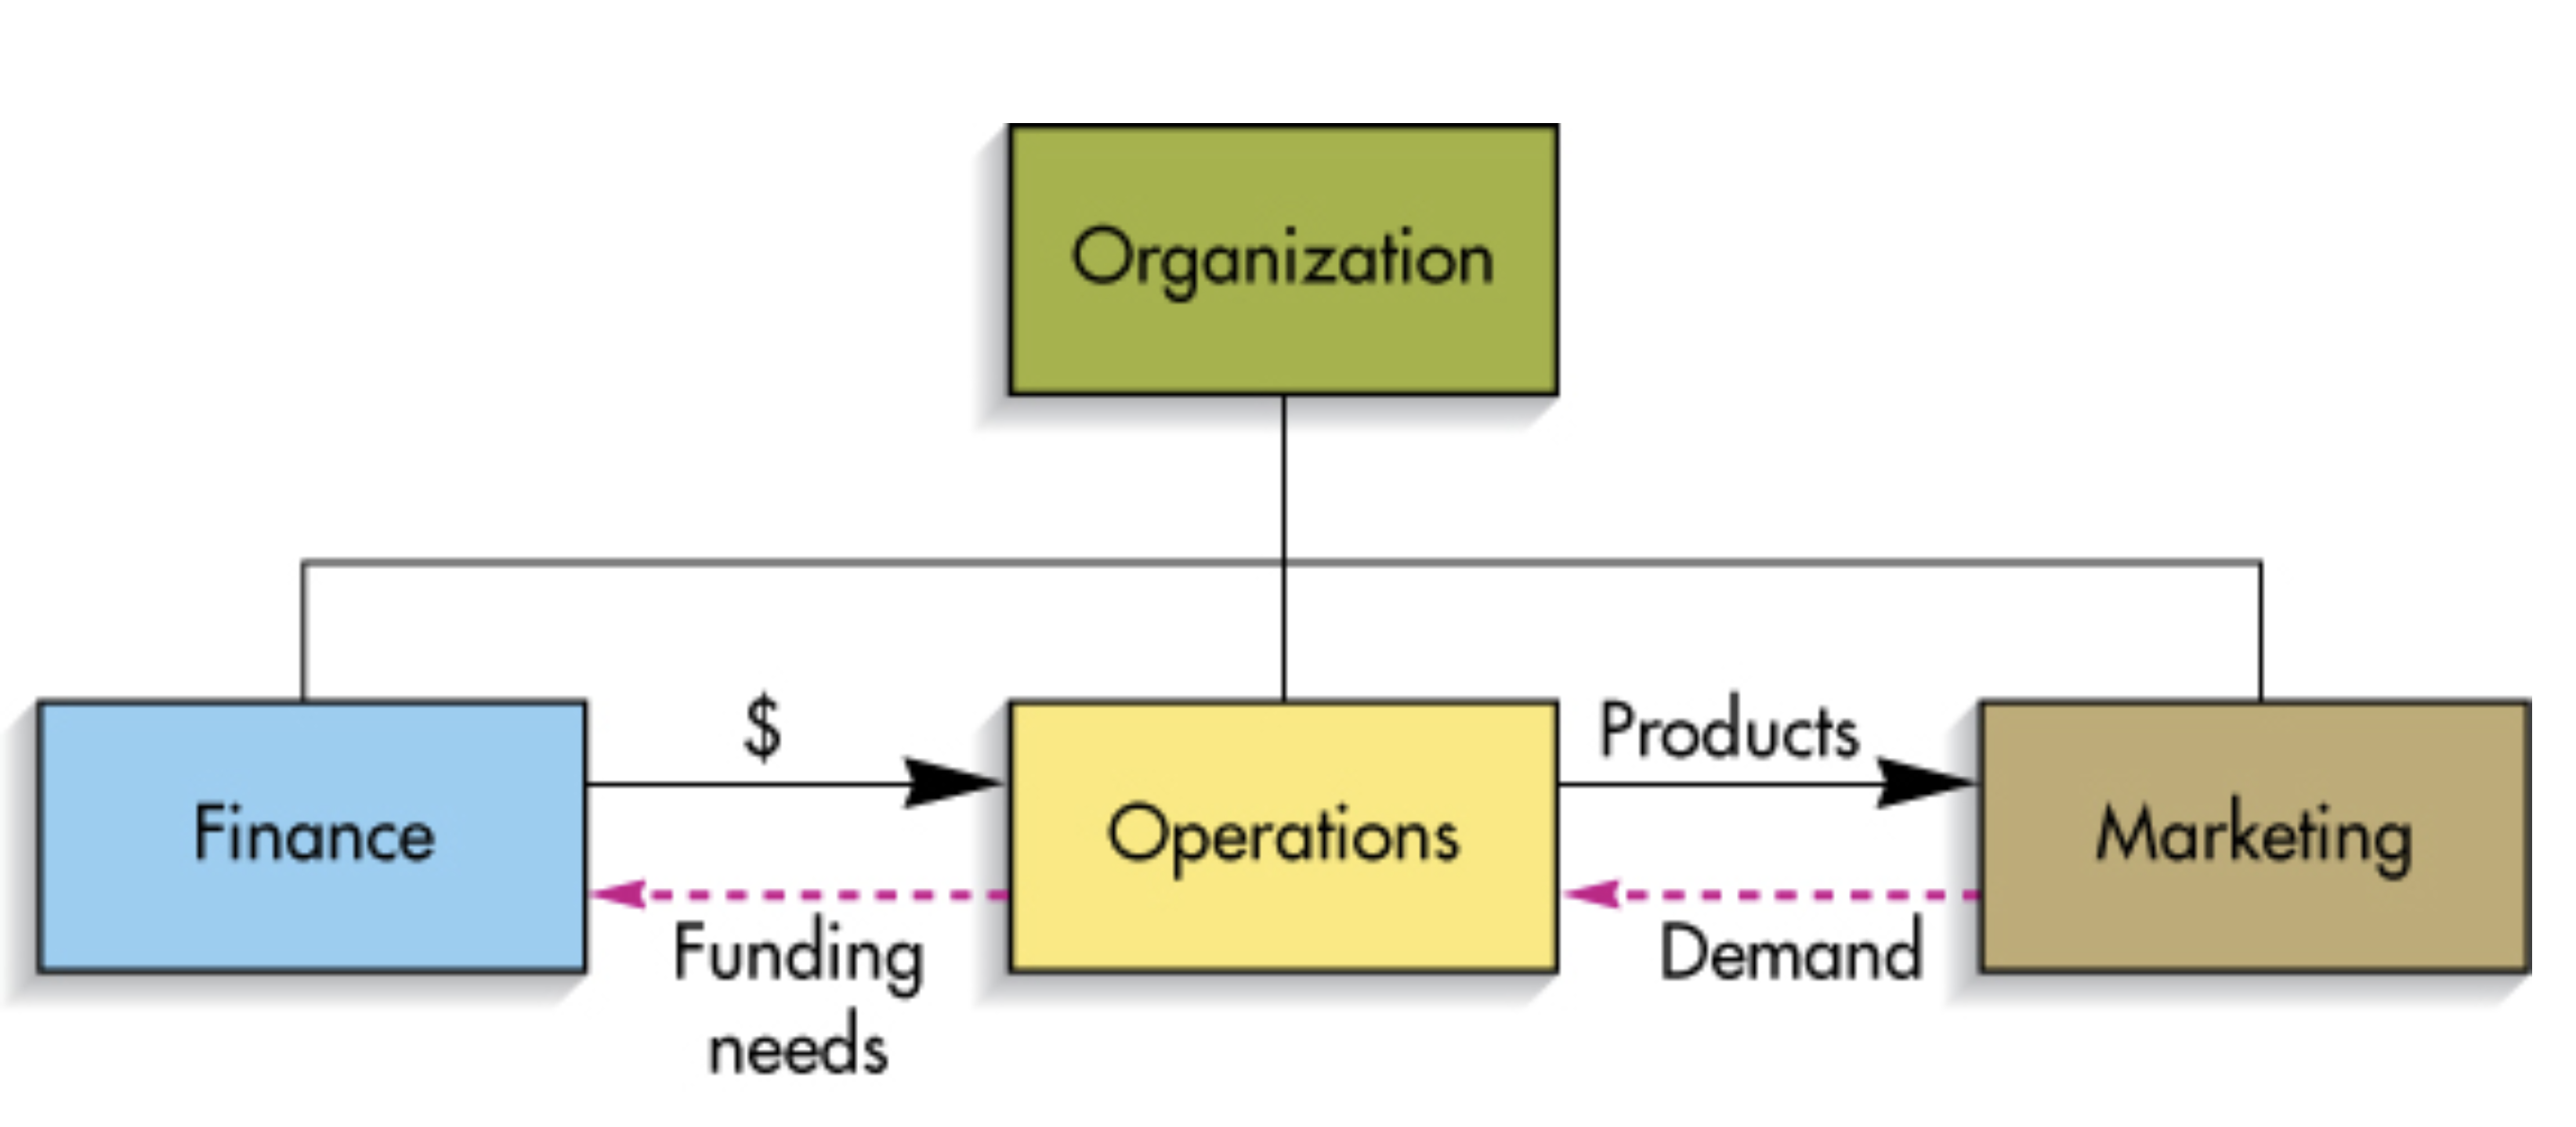 Organization
$
Products
Finance
Operations
Marketing
Funding
needs
Demand